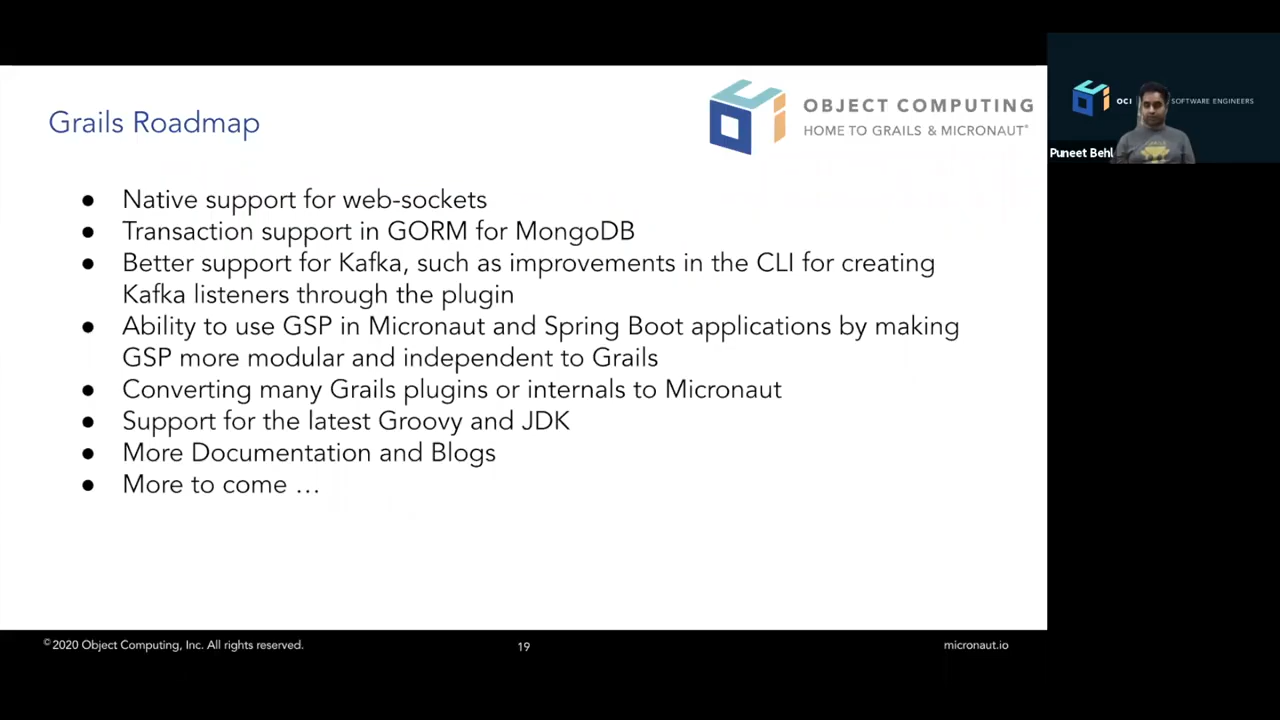 Grails Roadmap
OBJECT COMPUTING
HOME TO GRAILS & MICRONAUT®
● Native support for web-sockets
● Transaction support in GORM for MongoDB
● Better support for Kafka, such as improvements in the CLI for creating
Kafka listeners through the plugin
● Ability to use GSP in Micronaut and Spring Boot applications by making
GSP more modular and independent to Grails
● Converting many Grails plugins or internals to Micronaut
● Support for the latest Groovy and JDK
● More Documentation and Blogs
● More to come …
©2020 Object Computing, Inc. All rights reserved.
19
micronaut.io
OCI | SOFTWARE ENGINEERS
Puneet Behl